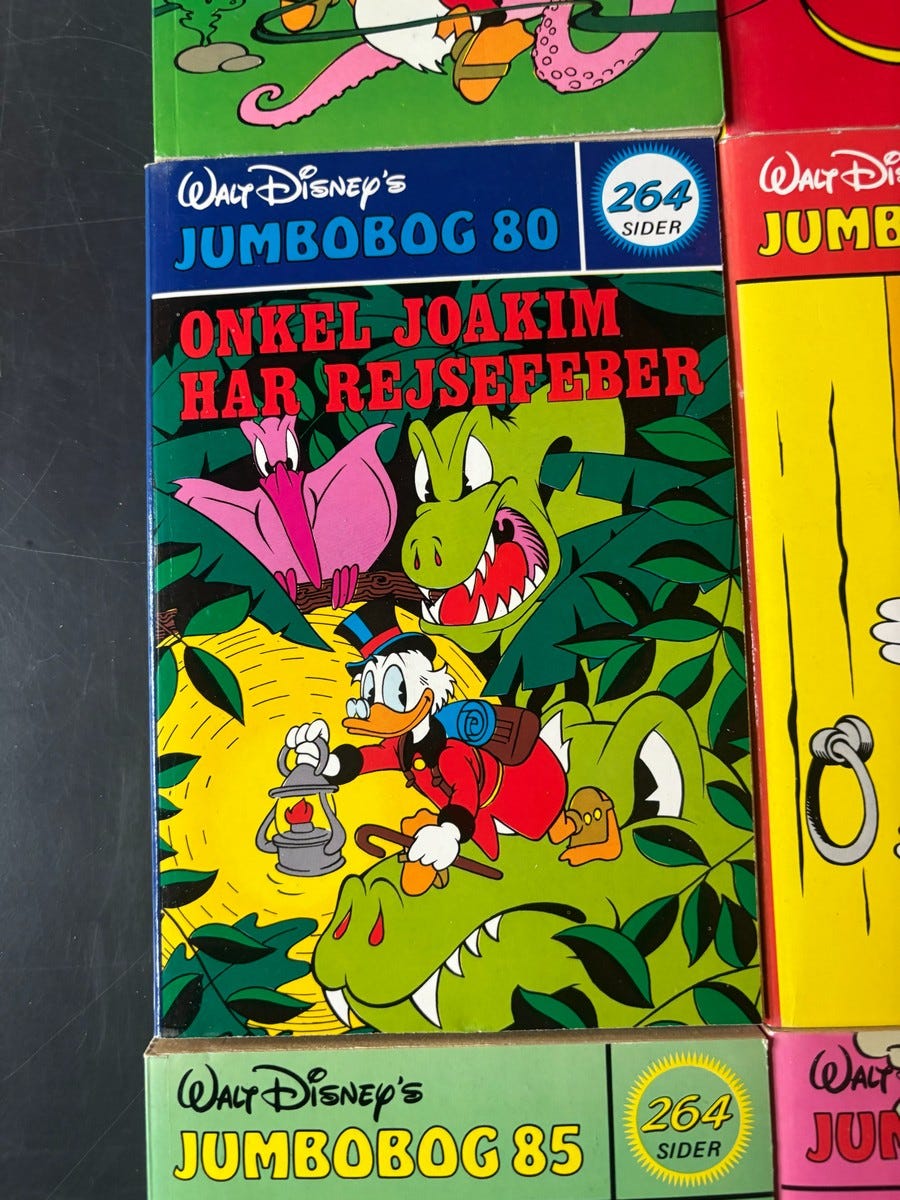 Walt Disney's
JUMBOBOG 80
264
SIDER
ONKEL JOAKIM
HAR REJSEFEBER
Walt Disney's
JUMBOBOG 85
264
SIDER